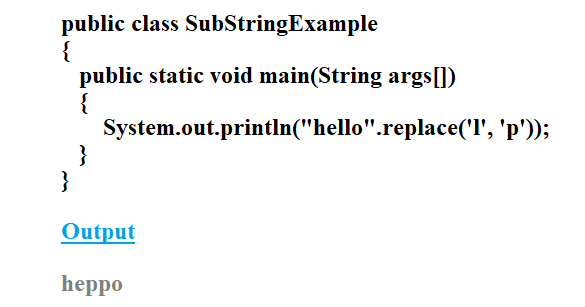 public class SubStringExample
{
public static void main(String args[])
{
System.out.println("hello".replace('l', 'p'));
}
}
Output
heppo